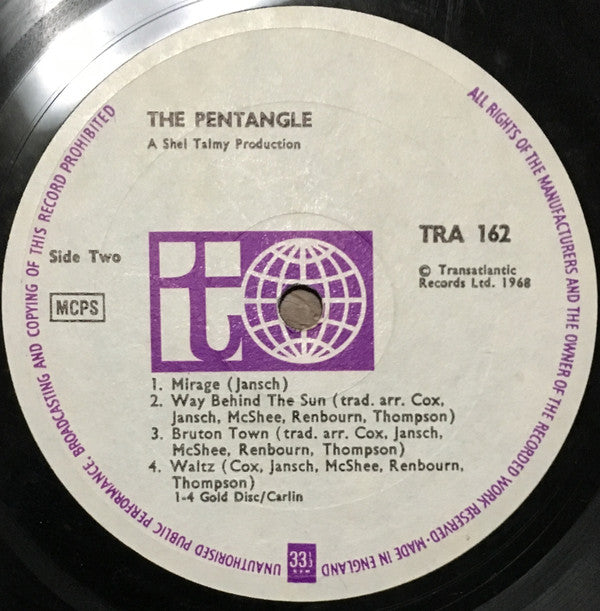 THE PENTANGLE
A Shel Talmy Production
Side Two
TRA 162
MCPS
© Transatlantic
Records Ltd. 1968
t
1. Mirage (Jansch)
2. Way Behind The Sun (trad. arr. Cox,
Jansch, McShee, Renbourn, Thompson)
3. Bruton Town (trad. arr. Cox, Jansch,
McShee, Renbourn, Thompson)
4. Waltz (Cox, Jansch, McShee, Renbourn,
Thompson)
1-4 Gold Disc/Carlin
ALL RIGHTS OF THE MANUFACTURERS AND THE OWNER OF THE RECORDED WORK RESERVED · MADE IN ENGLAND
33⅓
RPM
UNAUTHORISED PUBLIC PERFORMANCE, BROADCASTING AND COPYING OF THIS RECORD PROHIBITED